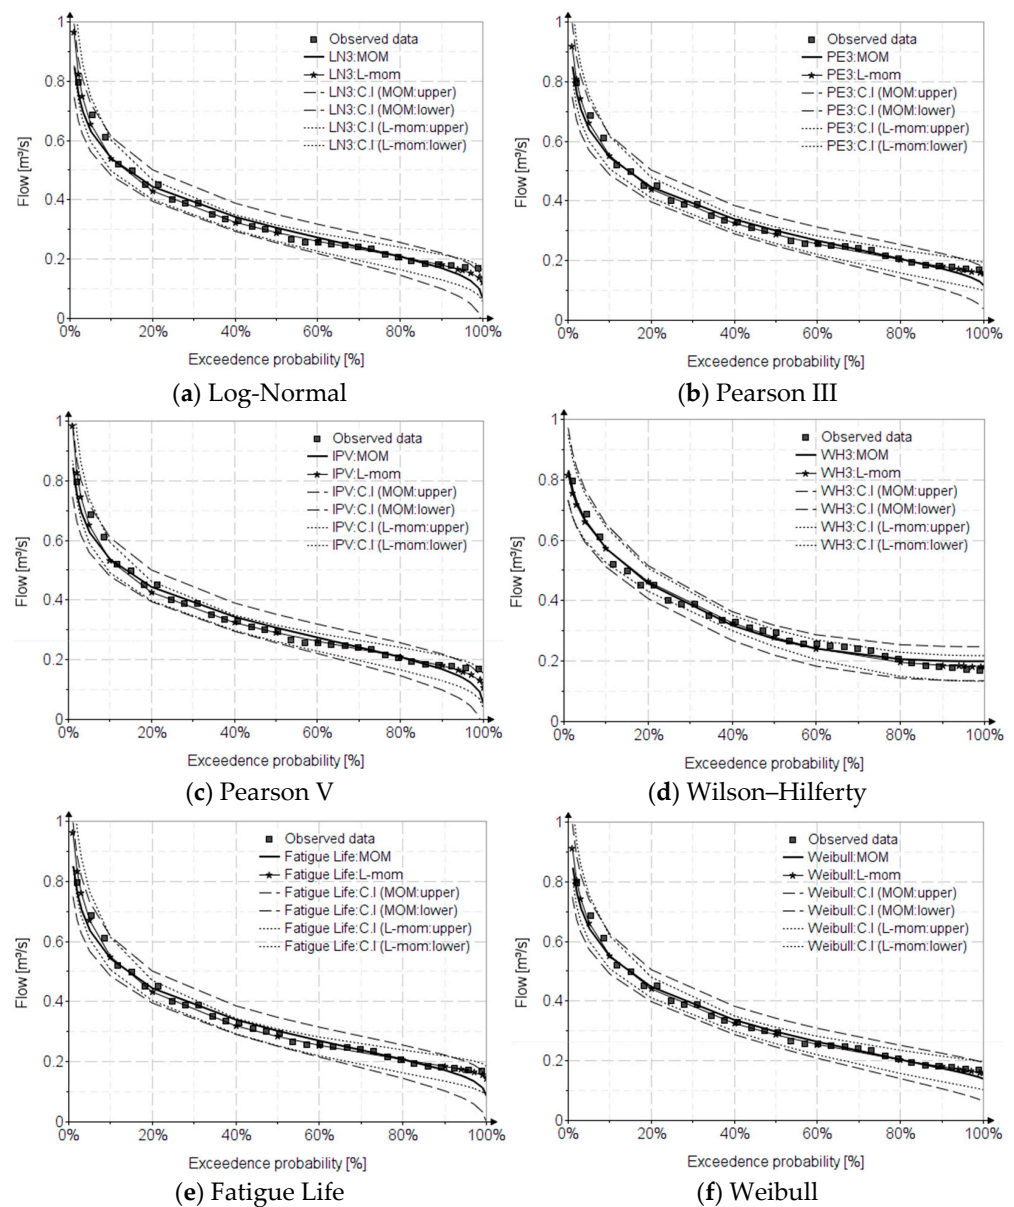 1
0.8
0.6
0.4
0.2
0
Flow [m³/s]
Observed data
LN3:MOM
LN3:L-mom
LN3:C.I (MOM:upper)
LN3:C.I (MOM:lower)
LN3:C.I (L-mom:upper)
LN3:C.I (L-mom:lower)
0% 20% 40% 60% 80% 100%
Exceedence probability [%]
(a) Log-Normal
1
0.8
0.6
0.4
0.2
0
Flow [m³/s]
Observed data
PE3:MOM
PE3:L-mom
PE3:C.I (MOM:upper)
PE3:C.I (MOM:lower)
PE3:C.I (L-mom:upper)
PE3:C.I (L-mom:lower)
0% 20% 40% 60% 80% 100%
Exceedence probability [%]
(b) Pearson III
1
0.8
0.6
0.4
0.2
0
Flow [m³/s]
Observed data
IPV:MOM
IPV:L-mom
IPV:C.I (MOM:upper)
IPV:C.I (MOM:lower)
IPV:C.I (L-mom:upper)
IPV:C.I (L-mom:lower)
0% 20% 40% 60% 80% 100%
Exceedence probability [%]
(c) Pearson V
1
0.8
0.6
0.4
0.2
0
Flow [m³/s]
Observed data
WH3:MOM
WH3:L-mom
WH3:C.I (MOM:upper)
WH3:C.I (MOM:lower)
WH3:C.I (L-mom:upper)
WH3:C.I (L-mom:lower)
0% 20% 40% 60% 80% 100%
Exceedence probability [%]
(d) Wilson–Hilferty
1
0.8
0.6
0.4
0.2
0
Flow [m³/s]
Observed data
Fatigue Life:MOM
Fatigue Life:L-mom
Fatigue Life:C.I (MOM:upper)
Fatigue Life:C.I (MOM:lower)
Fatigue Life:C.I (L-mom:upper)
Fatigue Life:C.I (L-mom:lower)
0% 20% 40% 60% 80% 100%
Exceedence probability [%]
(e) Fatigue Life
1
0.8
0.6
0.4
0.2
0
Flow [m³/s]
Observed data
Weibull:MOM
Weibull:L-mom
Weibull:C.I (MOM:upper)
Weibull:C.I (MOM:lower)
Weibull:C.I (L-mom:upper)
Weibull:C.I (L-mom:lower)
0% 20% 40% 60% 80% 100%
Exceedence probability [%]
(f) Weibull